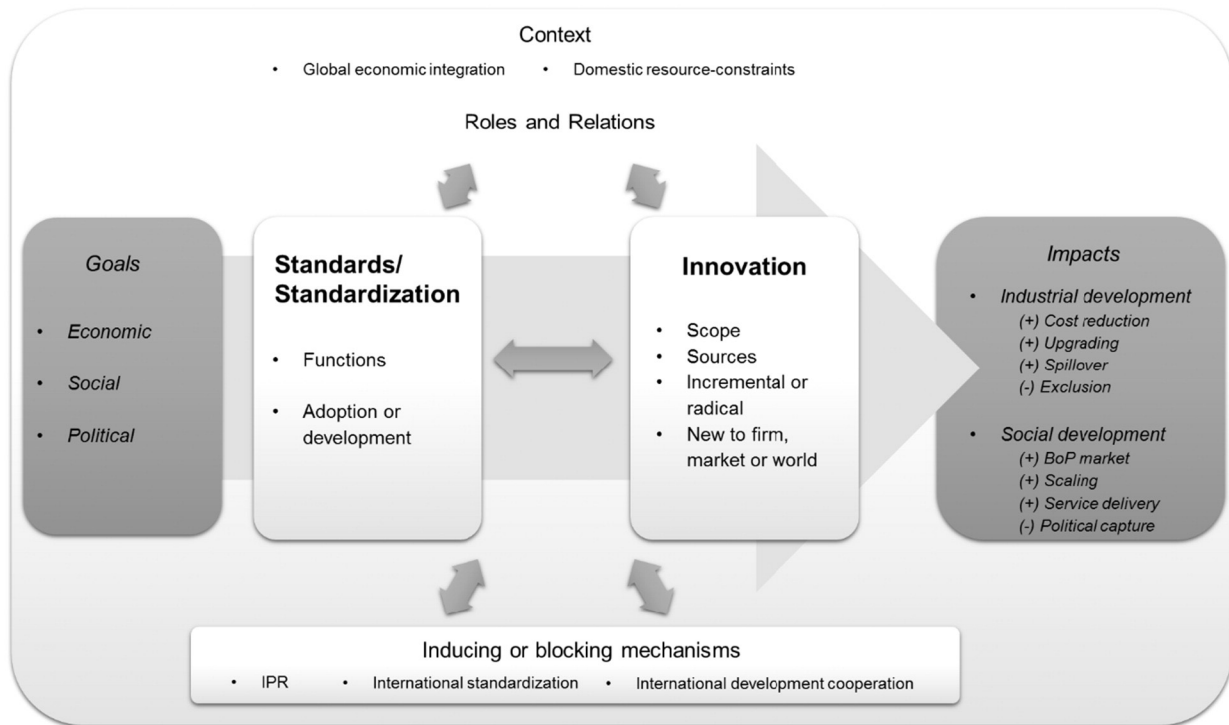 Context
• Global economic integration • Domestic resource-constraints
Roles and Relations
Goals
• Economic
• Social
• Political
Standards/
Standardization
• Functions
• Adoption or
development
Innovation
• Scope
• Sources
• Incremental or
radical
• New to firm,
market or world
Impacts
• Industrial development
(+) Cost reduction
(+) Upgrading
(+) Spillover
(-) Exclusion
• Social development
(+) BoP market
(+) Scaling
(+) Service delivery
(-) Political capture
Inducing or blocking mechanisms
• IPR • International standardization • International development cooperation